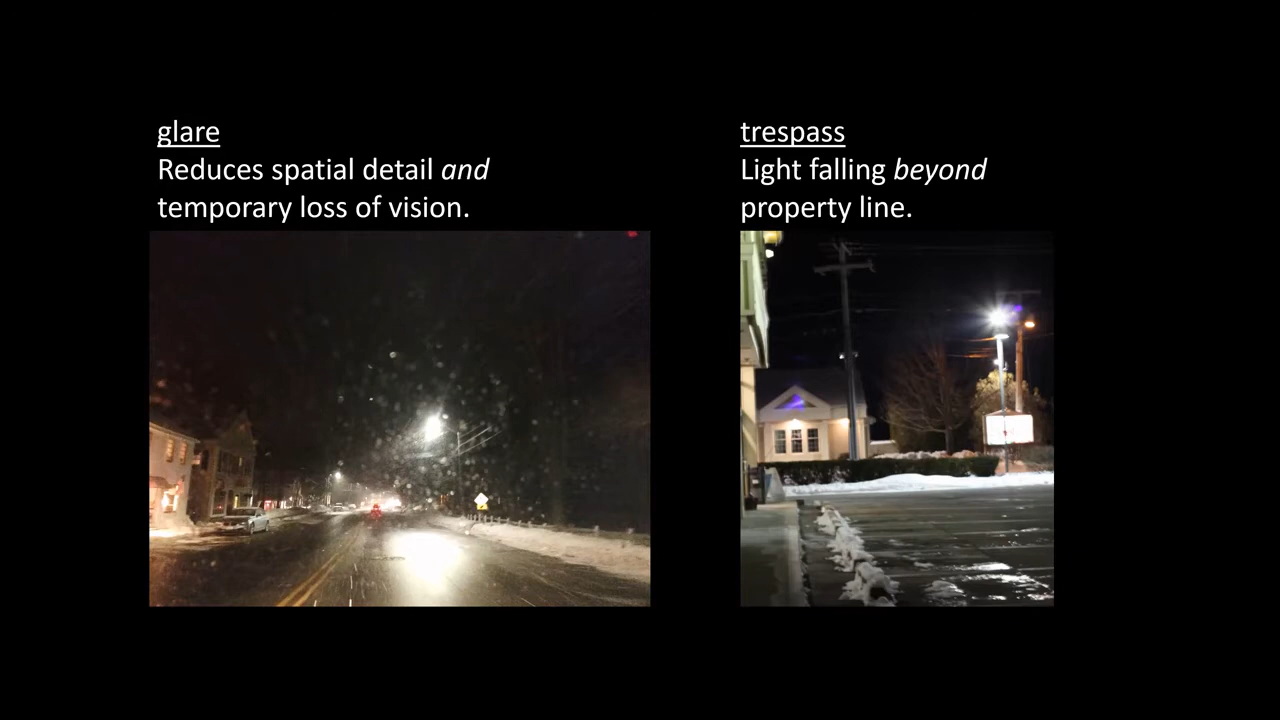 glare
Reduces spatial detail and
temporary loss of vision.
trespass
Light falling beyond
property line.